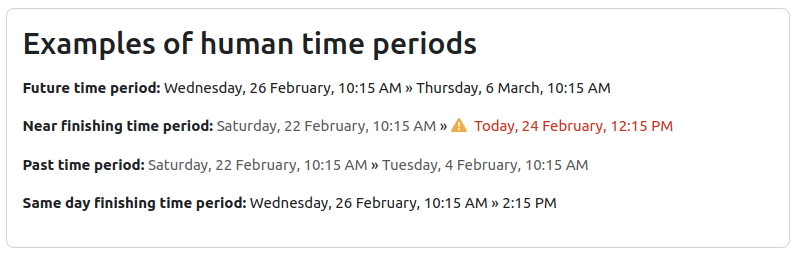 Examples of human time periods
Future time period: Wednesday, 26 February, 10:15 AM » Thursday, 6 March, 10:15 AM
Near finishing time period: Saturday, 22 February, 10:15 AM » Today, 24 February, 12:15 PM
Past time period: Saturday, 22 February, 10:15 AM » Tuesday, 4 February, 10:15 AM
Same day finishing time period: Wednesday, 26 February, 10:15 AM » 2:15 PM